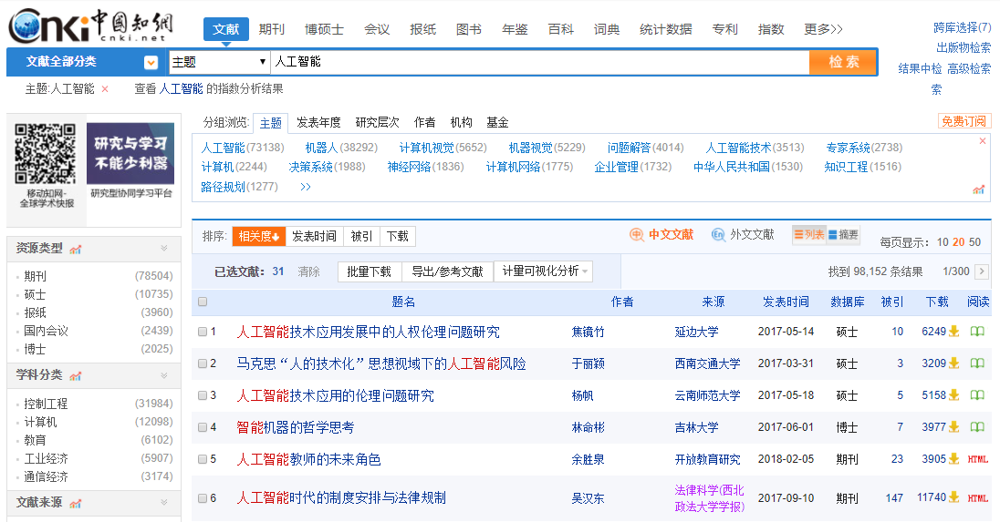 cnki 中国知網
cnki.net
文献 期刊 博硕士 会议 报纸 图书 年鉴 百科 词典 统计数据 专利 指数 更多>>
跨库选择(7)
出版物检索
结果中检索 高级检索
文献全部分类 主题 人工智能 检 索
主题:人工智能 × 查看 人工智能 的指数分析结果
研究与学习
不能少利器
移动知网-
全球学术快报
研究型协同学习平台
分组浏览: 主题 发表年度 研究层次 作者 机构 基金 免费订阅
人工智能(73138) 机器人(38292) 计算机视觉(5652) 机器视觉(5229) 问题解答(4014) 人工智能技术(3513) 专家系统(2738) ×
计算机(2244) 决策系统(1988) 神经网络(1836) 计算机网络(1775) 企业管理(1732) 中华人民共和国(1530) 知识工程(1516)
路径规划(1277) >>
资源类型
期刊 (78504)
硕士 (10735)
报纸 (3960)
国内会议 (2439)
博士 (2025)
学科分类
控制工程 (31984)
计算机 (12098)
教育 (6102)
工业经济 (5907)
通信经济 (3174)
文献来源
排序: 相关度 发表时间 被引 下载 中文文献 En 外文文献 列表 摘要 每页显示: 10 20 50
已选文献: 31 清除 批量下载 导出/参考文献 计量可视化分析 找到 98,152 条结果 1/300 >
题名 作者 来源 发表时间 数据库 被引 下载 阅读
1 人工智能技术应用发展中的人权伦理问题研究 焦镜竹 延边大学 2017-05-14 硕士 10 6249
2 马克思“人的技术化”思想视域下的人工智能风险 于丽颖 西南交通大学 2017-03-31 硕士 3 3209
3 人工智能技术应用的伦理问题研究 杨帆 云南师范大学 2017-05-18 硕士 5 5158
4 智能机器的哲学思考 林命彬 吉林大学 2017-06-01 博士 7 3977
5 人工智能教师的未来角色 余胜泉 开放教育研究 2018-02-05 期刊 23 3905 HTML
6 人工智能时代的制度安排与法律规制 吴汉东 法律科学(西北政法大学学报) 2017-09-10 期刊 147 11740 HTML